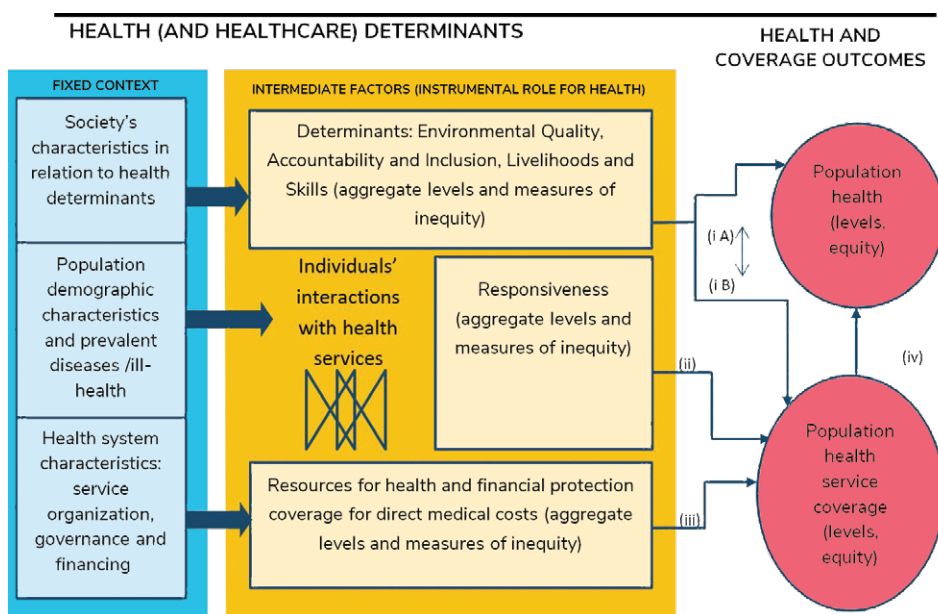 HEALTH (AND HEALTHCARE) DETERMINANTS
HEALTH AND
COVERAGE OUTCOMES
FIXED CONTEXT
Society's
characteristics in
relation to health
determinants
Population
demographic
characteristics
and prevalent
diseases /ill-
health
Health system
characteristics:
service
organization,
governance and
financing
INTERMEDIATE FACTORS (INSTRUMENTAL ROLE FOR HEALTH)
Determinants: Environmental Quality,
Accountability and Inclusion, Livelihoods and
Skills (aggregate levels and measures of
inequity)
Individuals'
interactions
with health
services
Responsiveness
(aggregate levels and
measures of inequity)
Resources for health and financial protection
coverage for direct medical costs (aggregate
levels and measures of inequity)
(i A)
(i B)
(ii)
(iii)
(iv)
Population
health
(levels,
equity)
Population
health
service
coverage
(levels,
equity)